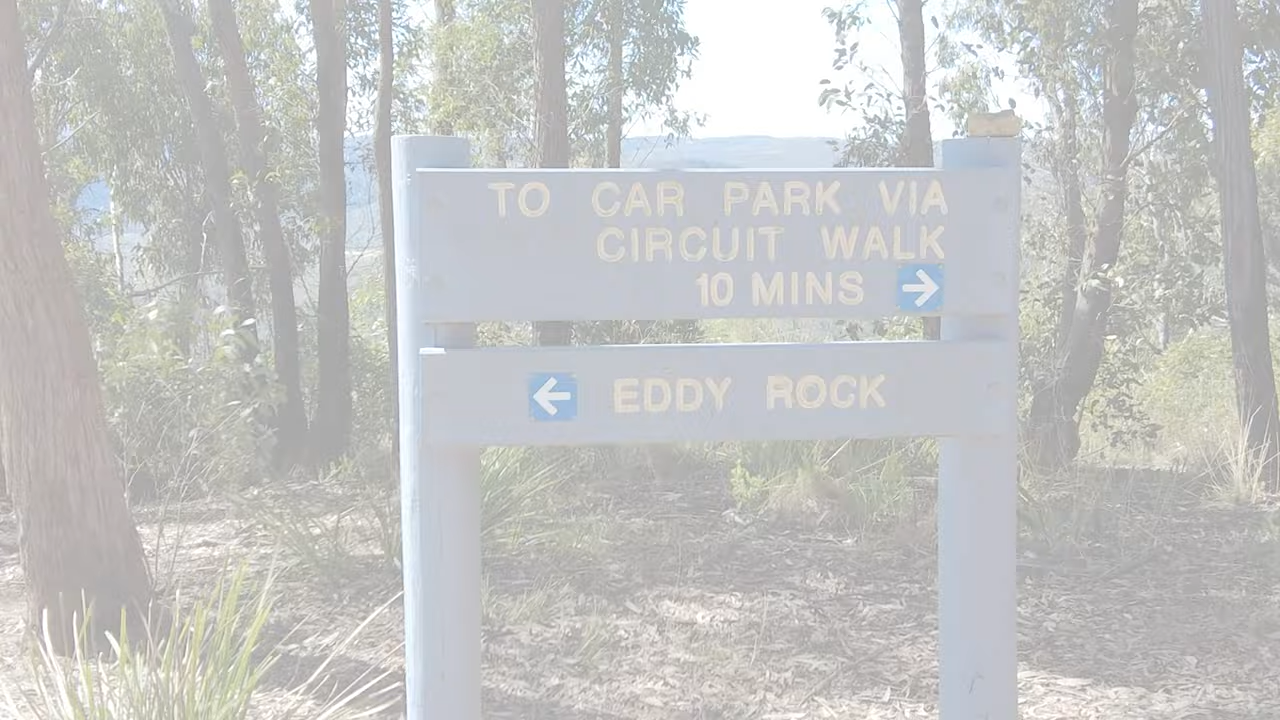 TO CAR PARK VIA
CIRCUIT WALK
10 MINS →
← EDDY ROCK